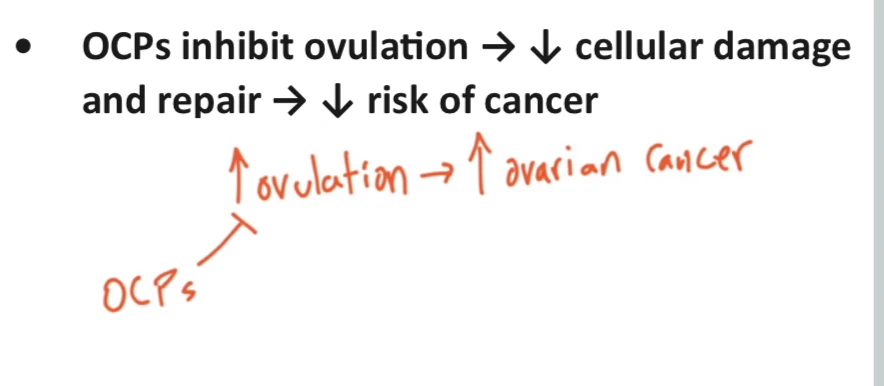 • OCPs inhibit ovulation → ↓ cellular damage
and repair → ↓ risk of cancer
↑ ovulation → ↑ ovarian cancer
OCPs